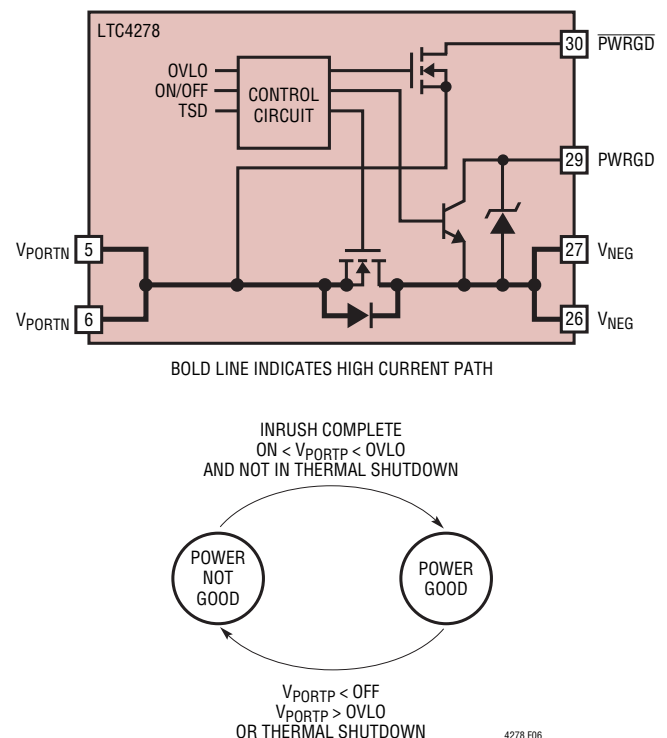 LTC4278
OVLO
ON/OFF
TSD
CONTROL
CIRCUIT
30 PWRGD
29 PWRGD
VPORTN 5
27 VNEG
VPORTN 6
26 VNEG
BOLD LINE INDICATES HIGH CURRENT PATH
INRUSH COMPLETE
ON < VPORTP < OVLO
AND NOT IN THERMAL SHUTDOWN
POWER
NOT
GOOD
POWER
GOOD
VPORTP < OFF
VPORTP > OVLO
OR THERMAL SHUTDOWN
4278 F06